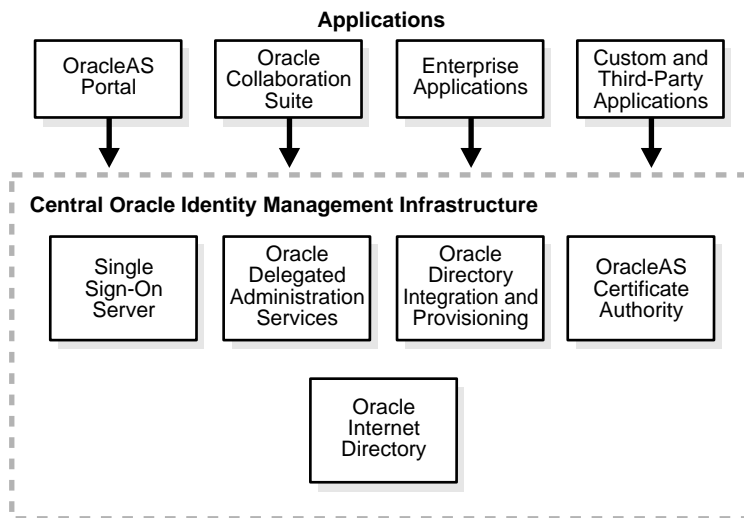 Applications
OracleAS
Portal
Oracle
Collaboration
Suite
Enterprise
Applications
Custom and
Third-Party
Applications
Central Oracle Identity Management Infrastructure
Single
Sign-On
Server
Oracle
Delegated
Administration
Services
Oracle
Directory
Integration and
Provisioning
OracleAS
Certificate
Authority
Oracle
Internet
Directory